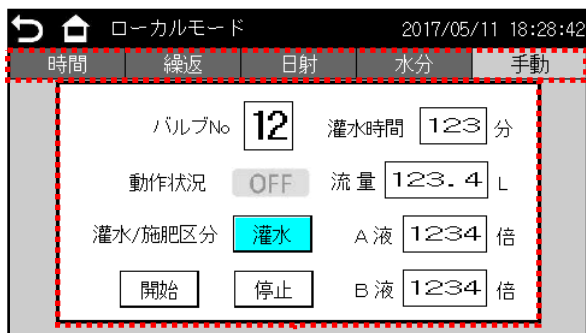 ローカルモード 2017/05/11 18:28:42
時間 繰返 日射 水分 手動
バルブNo 12 灌水時間 123 分
動作状況 OFF 流量 123.4 L
灌水/施肥区分 灌水 A液 1234 倍
開始 停止 B液 1234 倍